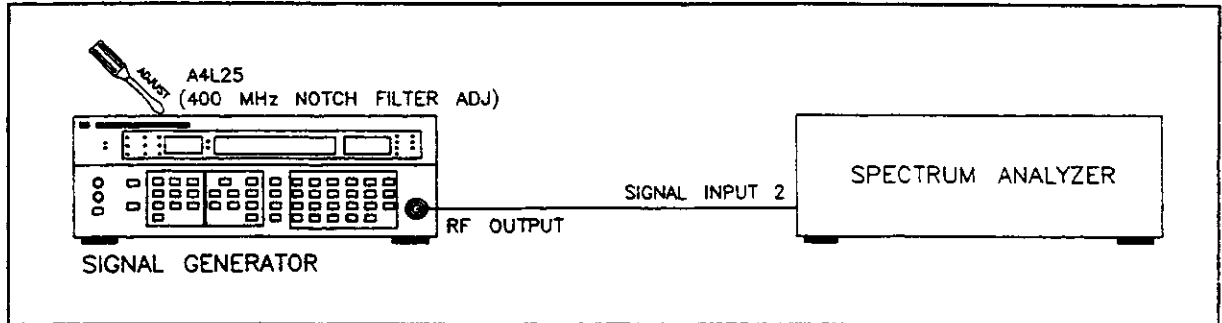 ADJUST
A4L25
(400 MHz NOTCH FILTER ADJ)
SPECTRUM ANALYZER
SIGNAL INPUT 2
RF OUTPUT
SIGNAL GENERATOR